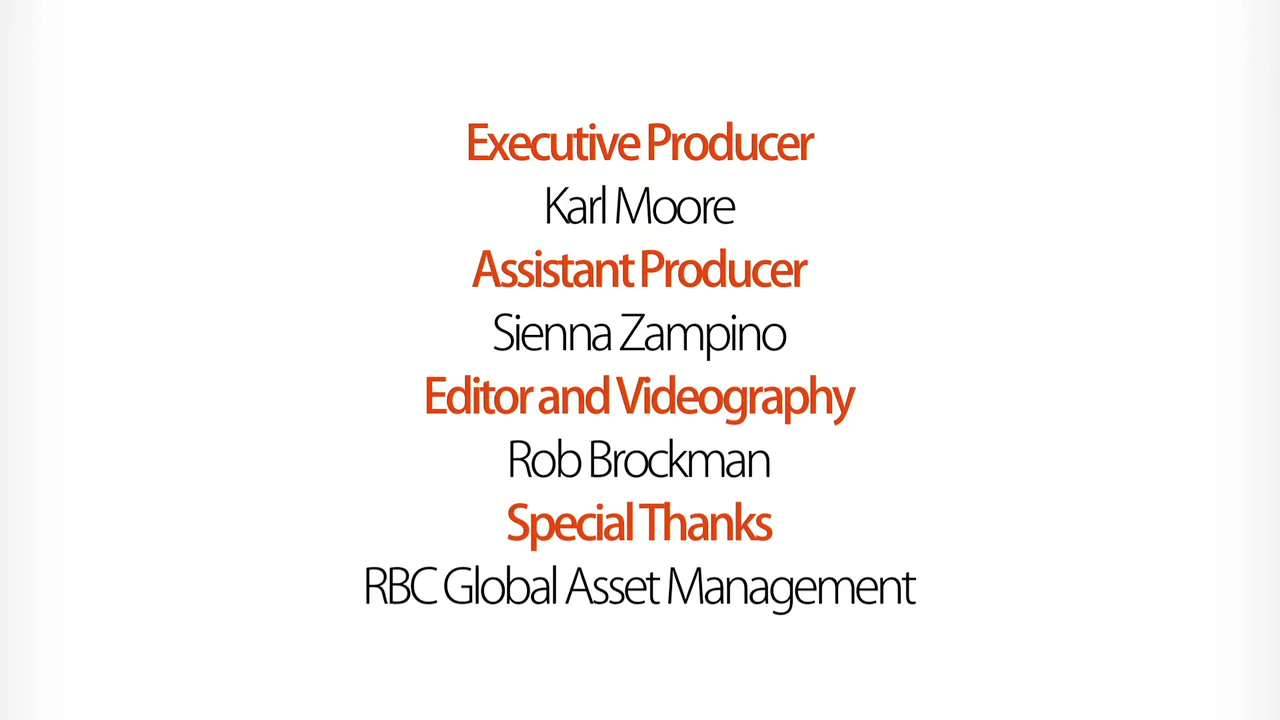 Executive Producer
Karl Moore
Assistant Producer
Sienna Zampino
Editor and Videography
Rob Brockman
Special Thanks
RBC Global Asset Management